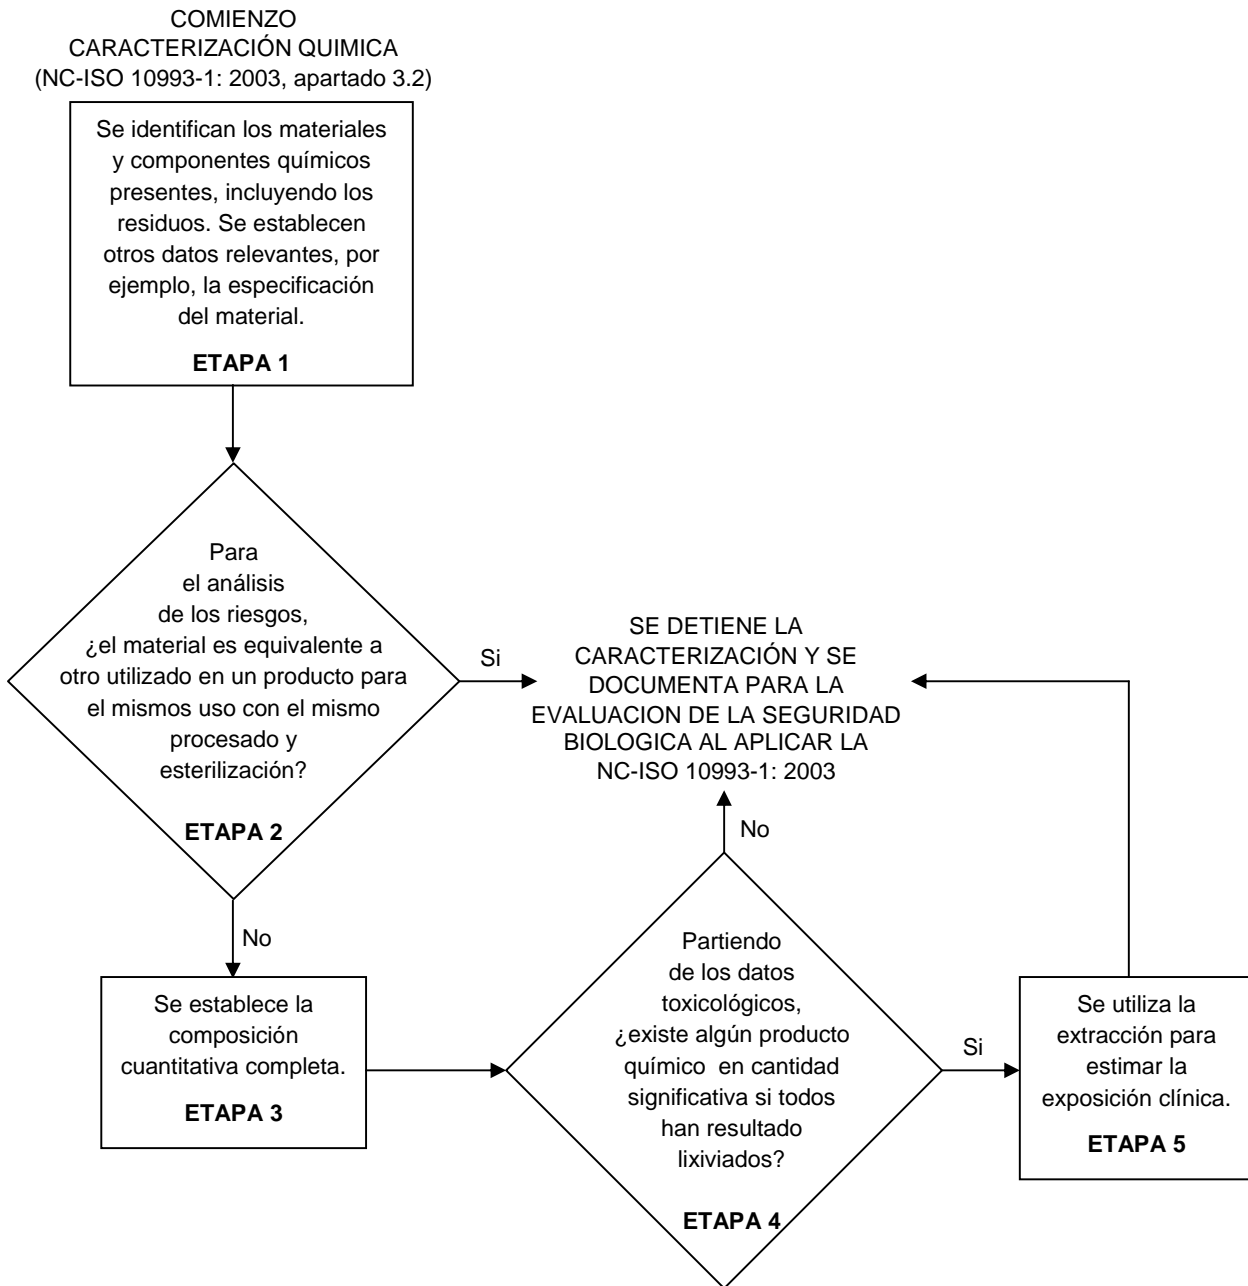 COMIENZO
CARACTERIZACIÓN QUIMICA
(NC-ISO 10993-1: 2003, apartado 3.2)
Se identifican los materiales
y componentes químicos
presentes, incluyendo los
residuos. Se establecen
otros datos relevantes, por
ejemplo, la especificación
del material.
ETAPA 1
Para
el análisis
de los riesgos,
¿el material es equivalente a
otro utilizado en un producto para
el mismos uso con el mismo
procesado y
esterilización?
ETAPA 2
Si
No
SE DETIENE LA
CARACTERIZACIÓN Y SE
DOCUMENTA PARA LA
EVALUACION DE LA SEGURIDAD
BIOLOGICA AL APLICAR LA
NC-ISO 10993-1: 2003
Se establece la
composición
cuantitativa completa.
ETAPA 3
No
Partiendo
de los datos
toxicológicos,
¿existe algún producto
químico en cantidad
significativa si todos
han resultado
lixiviados?
ETAPA 4
Si
Se utiliza la
extracción para
estimar la
exposición clínica.
ETAPA 5